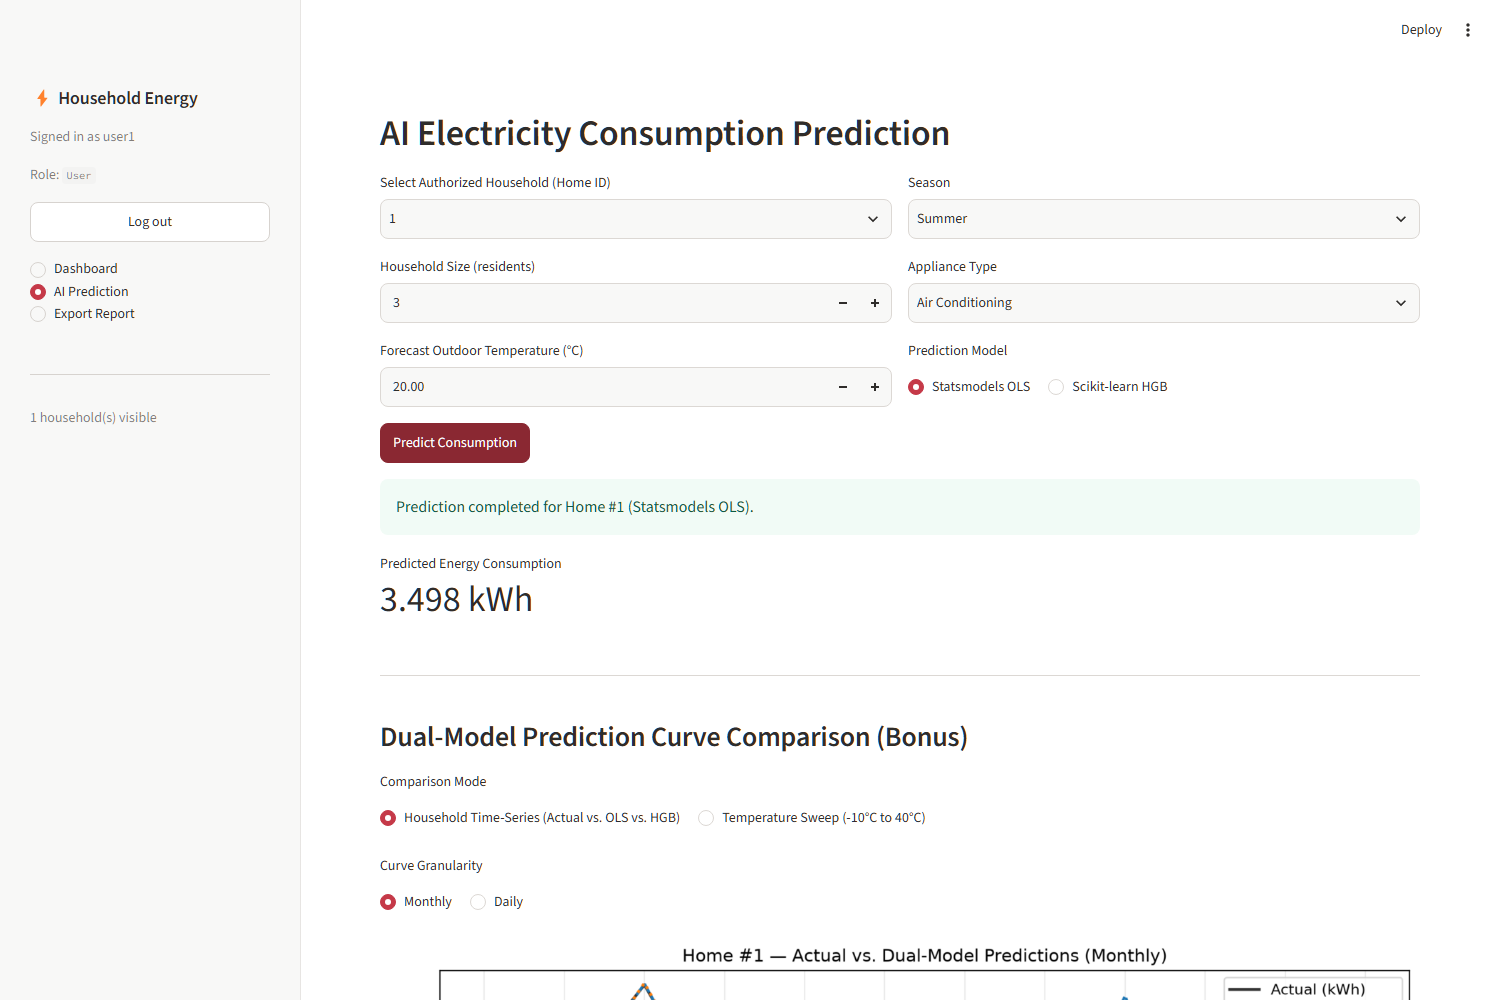 Deploy
Household Energy
Signed in as user1
Role: User
Log out
Dashboard
AI Prediction
Export Report
1 household(s) visible
AI Electricity Consumption Prediction
Select Authorized Household (Home ID)
1
Season
Summer
Household Size (residents)
3
Appliance Type
Air Conditioning
Forecast Outdoor Temperature (°C)
20.00
Prediction Model
Statsmodels OLS
Scikit-learn HGB
Predict Consumption
Prediction completed for Home #1 (Statsmodels OLS).
Predicted Energy Consumption
3.498 kWh
Dual-Model Prediction Curve Comparison (Bonus)
Comparison Mode
Household Time-Series (Actual vs. OLS vs. HGB)
Temperature Sweep (-10°C to 40°C)
Curve Granularity
Monthly
Daily
Home #1 — Actual vs. Dual-Model Predictions (Monthly)
Actual (kWh)